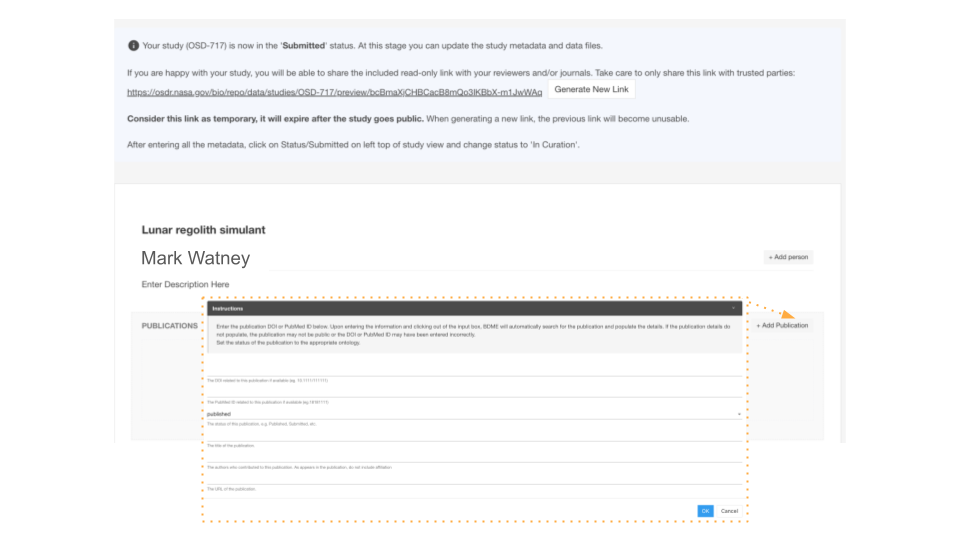 Your study (OSD-717) is now in the 'Submitted' status. At this stage you can update the study metadata and data files.
If you are happy with your study, you will be able to share the included read-only link with your reviewers and/or journals. Take care to only share this link with trusted parties:
https://osdr.nasa.gov/bio/repo/data/studies/OSD-717/preview/bcBmaXjCHBCacB8mQo3IKBbX-m1JwWAq Generate New Link
Consider this link as temporary, it will expire after the study goes public. When generating a new link, the previous link will become unusable.
After entering all the metadata, click on Status/Submitted on left top of study view and change status to 'In Curation'.
Lunar regolith simulant
Mark Watney
+ Add person
Enter Description Here
Instructions
PUBLICATIONS
+ Add Publication
Enter the publication DOI or PubMed ID below. Upon entering the information and clicking out of the input box, BDME will automatically search for the publication and populate the details. If the publication details do
not populate, the publication may not be public or the DOI or PubMed ID may have been entered incorrectly.
Set the status of the publication to the appropriate ontology.
The DOI related to this publication if available (eg.
The PubMed ID related to this publication if available (eg.
published
The status of this publication. e.g. Published, Submitted, etc.
The title of the publication
The authors who contributed to this publication. As appears in the publication, do not include affiliation.
The URL of the publication
OK Cancel